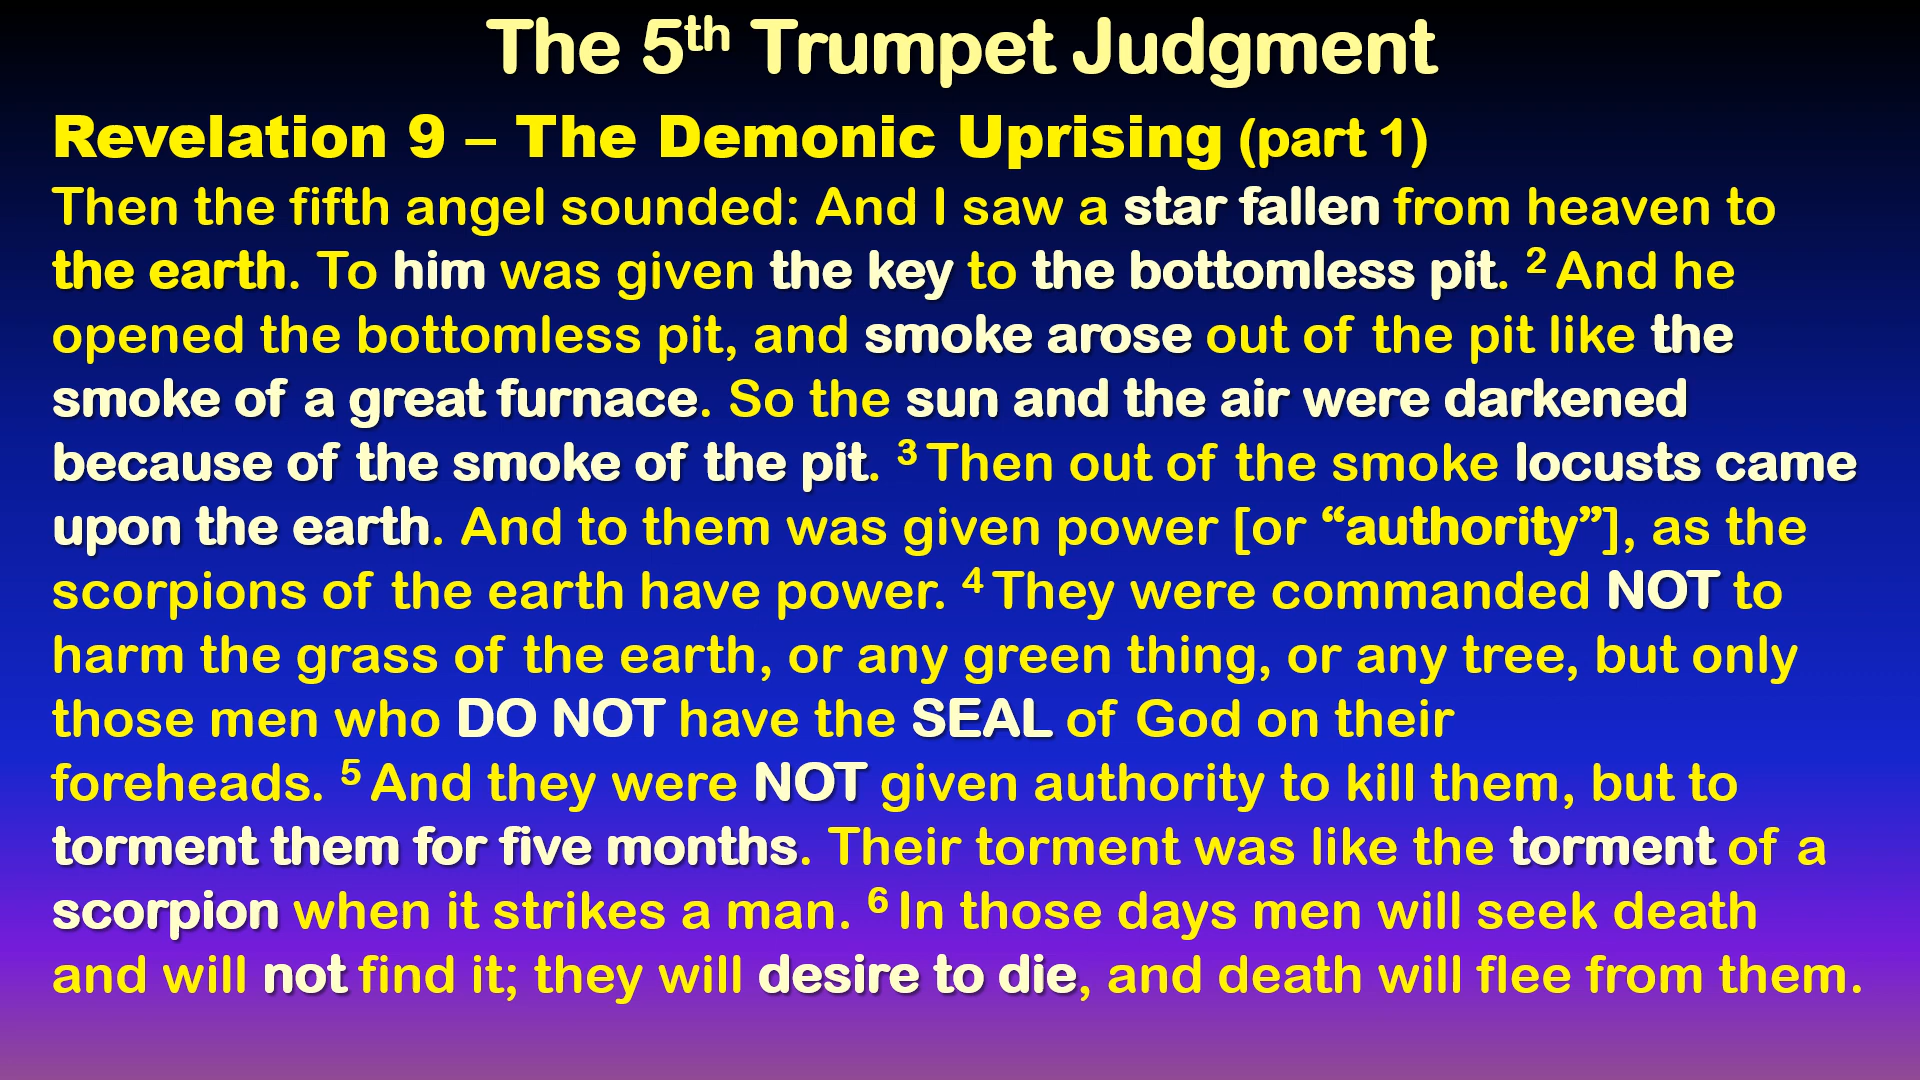 The 5th Trumpet Judgment
Revelation 9 – The Demonic Uprising (part 1)
Then the fifth angel sounded: And I saw a star fallen from heaven to
the earth. To him was given the key to the bottomless pit. 2 And he
opened the bottomless pit, and smoke arose out of the pit like the
smoke of a great furnace. So the sun and the air were darkened
because of the smoke of the pit. 3 Then out of the smoke locusts came
upon the earth. And to them was given power [or “authority”], as the
scorpions of the earth have power. 4 They were commanded NOT to
harm the grass of the earth, or any green thing, or any tree, but only
those men who DO NOT have the SEAL of God on their
foreheads. 5 And they were NOT given authority to kill them, but to
torment them for five months. Their torment was like the torment of a
scorpion when it strikes a man. 6 In those days men will seek death
and will not find it; they will desire to die, and death will flee from them.